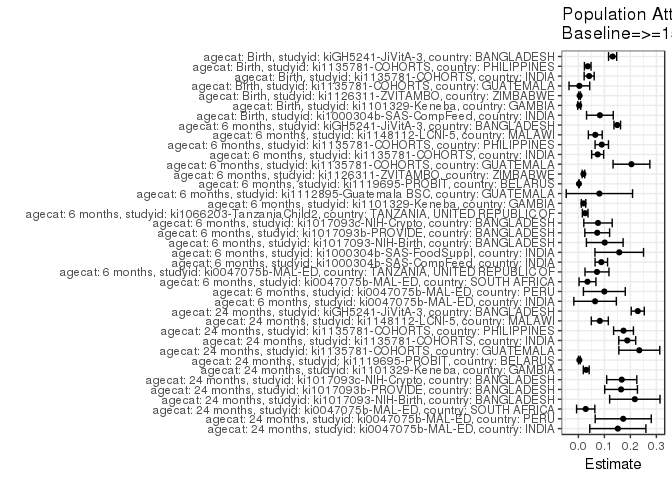 Population Att
Baseline=>=1
agecat: Birth, studyid: kiGH5241-JiVitA-3, country: BANGLADESH
agecat: Birth, studyid: ki1135781-COHORTS, country: PHILIPPINES
agecat: Birth, studyid: ki1135781-COHORTS, country: INDIA
agecat: Birth, studyid: ki1135781-COHORTS, country: GUATEMALA
agecat: Birth, studyid: ki1126311-ZVITAMBO, country: ZIMBABWE
agecat: Birth, studyid: ki1101329-Keneba, country: GAMBIA
agecat: Birth, studyid: ki1000304b-SAS-CompFeed, country: INDIA
agecat: 6 months, studyid: kiGH5241-JiVitA-3, country: BANGLADESH
agecat: 6 months, studyid: ki1148112-LCNI-5, country: MALAWI
agecat: 6 months, studyid: ki1135781-COHORTS, country: PHILIPPINES
agecat: 6 months, studyid: ki1135781-COHORTS, country: INDIA
agecat: 6 months, studyid: ki1135781-COHORTS, country: GUATEMALA
agecat: 6 months, studyid: ki1126311-ZVITAMBO, country: ZIMBABWE
agecat: 6 months, studyid: ki1119695-PROBIT, country: BELARUS
agecat: 6 months, studyid: ki1112895-Guatemala BSC, country: GUATEMALA
agecat: 6 months, studyid: ki1101329-Keneba, country: GAMBIA
agecat: 6 months, studyid: ki1066203-TanzaniaChild2, country: TANZANIA, UNITED REPUBLIC OF
agecat: 6 months, studyid: ki1017093c-NIH-Crypto, country: BANGLADESH
agecat: 6 months, studyid: ki1017093b-PROVIDE, country: BANGLADESH
agecat: 6 months, studyid: ki1017093-NIH-Birth, country: BANGLADESH
agecat: 6 months, studyid: ki1000304b-SAS-FoodSuppl, country: INDIA
agecat: 6 months, studyid: ki1000304b-SAS-CompFeed, country: INDIA
agecat: 6 months, studyid: ki0047075b-MAL-ED, country: TANZANIA, UNITED REPUBLIC OF
agecat: 6 months, studyid: ki0047075b-MAL-ED, country: SOUTH AFRICA
agecat: 6 months, studyid: ki0047075b-MAL-ED, country: PERU
agecat: 6 months, studyid: ki0047075b-MAL-ED, country: INDIA
agecat: 24 months, studyid: kiGH5241-JiVitA-3, country: BANGLADESH
agecat: 24 months, studyid: ki1148112-LCNI-5, country: MALAWI
agecat: 24 months, studyid: ki1135781-COHORTS, country: PHILIPPINES
agecat: 24 months, studyid: ki1135781-COHORTS, country: INDIA
agecat: 24 months, studyid: ki1135781-COHORTS, country: GUATEMALA
agecat: 24 months, studyid: ki1119695-PROBIT, country: BELARUS
agecat: 24 months, studyid: ki1101329-Keneba, country: GAMBIA
agecat: 24 months, studyid: ki1017093c-NIH-Crypto, country: BANGLADESH
agecat: 24 months, studyid: ki1017093b-PROVIDE, country: BANGLADESH
agecat: 24 months, studyid: ki1017093-NIH-Birth, country: BANGLADESH
agecat: 24 months, studyid: ki0047075b-MAL-ED, country: SOUTH AFRICA
agecat: 24 months, studyid: ki0047075b-MAL-ED, country: PERU
agecat: 24 months, studyid: ki0047075b-MAL-ED, country: INDIA
0.0 0.1 0.2 0.3
Estimate